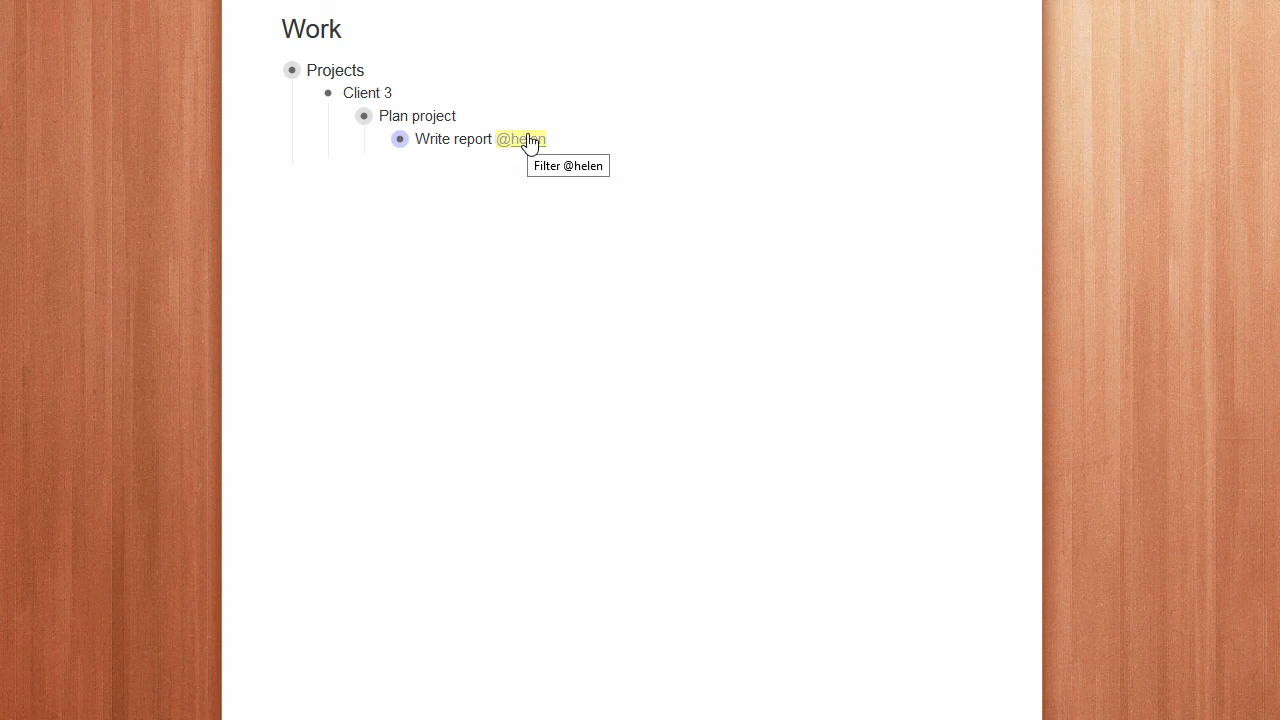 Work
Projects
Client 3
Plan project
Write report @helen
Filter @helen